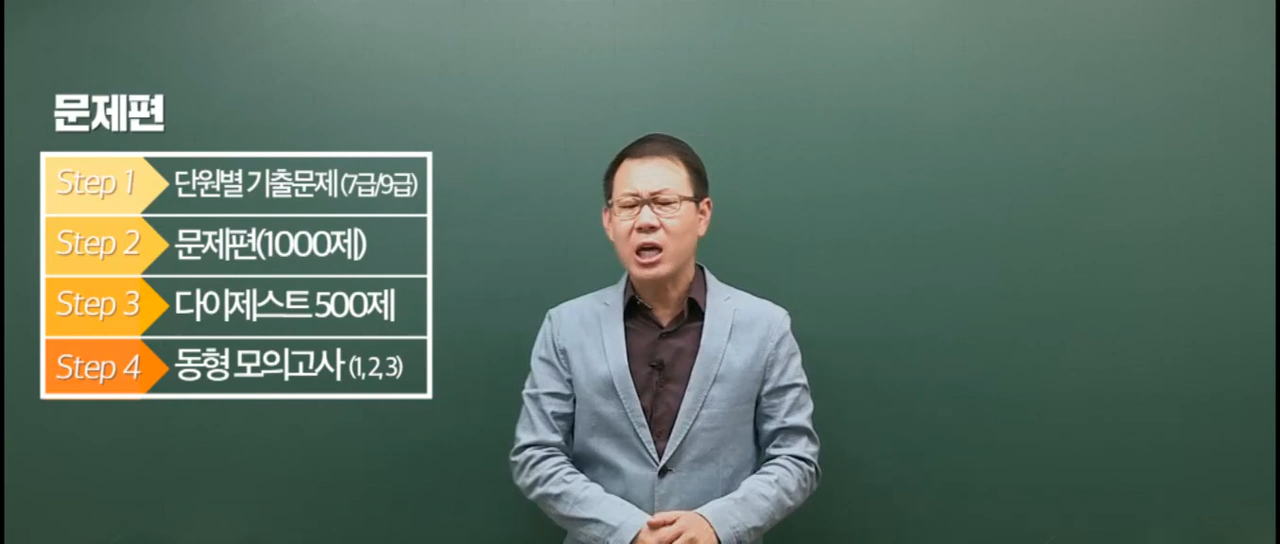 문제편
Step 1 단원별 기출문제 (7급/9급)
Step 2 문제편(1000제)
Step 3 다이제스트 500제
Step 4 동형 모의고사 (1, 2, 3)